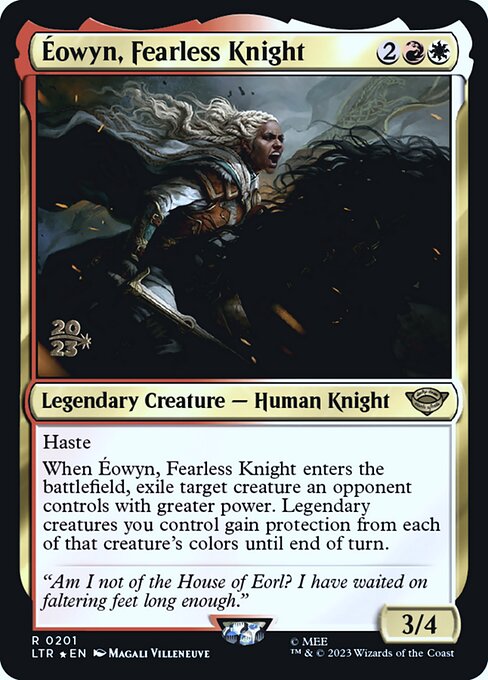 Éowyn, Fearless Knight 2
20
23
Legendary Creature — Human Knight
Haste
When Éowyn, Fearless Knight enters the
battlefield, exile target creature an opponent
controls with greater power. Legendary
creatures you control gain protection from each
of that creature's colors until end of turn.
“Am I not of the House of Eorl? I have waited on
faltering feet long enough.”
3/4
R 0201
LTR ★ EN Magali Villeneuve
© MEE
™ & © 2023 Wizards of the Coast